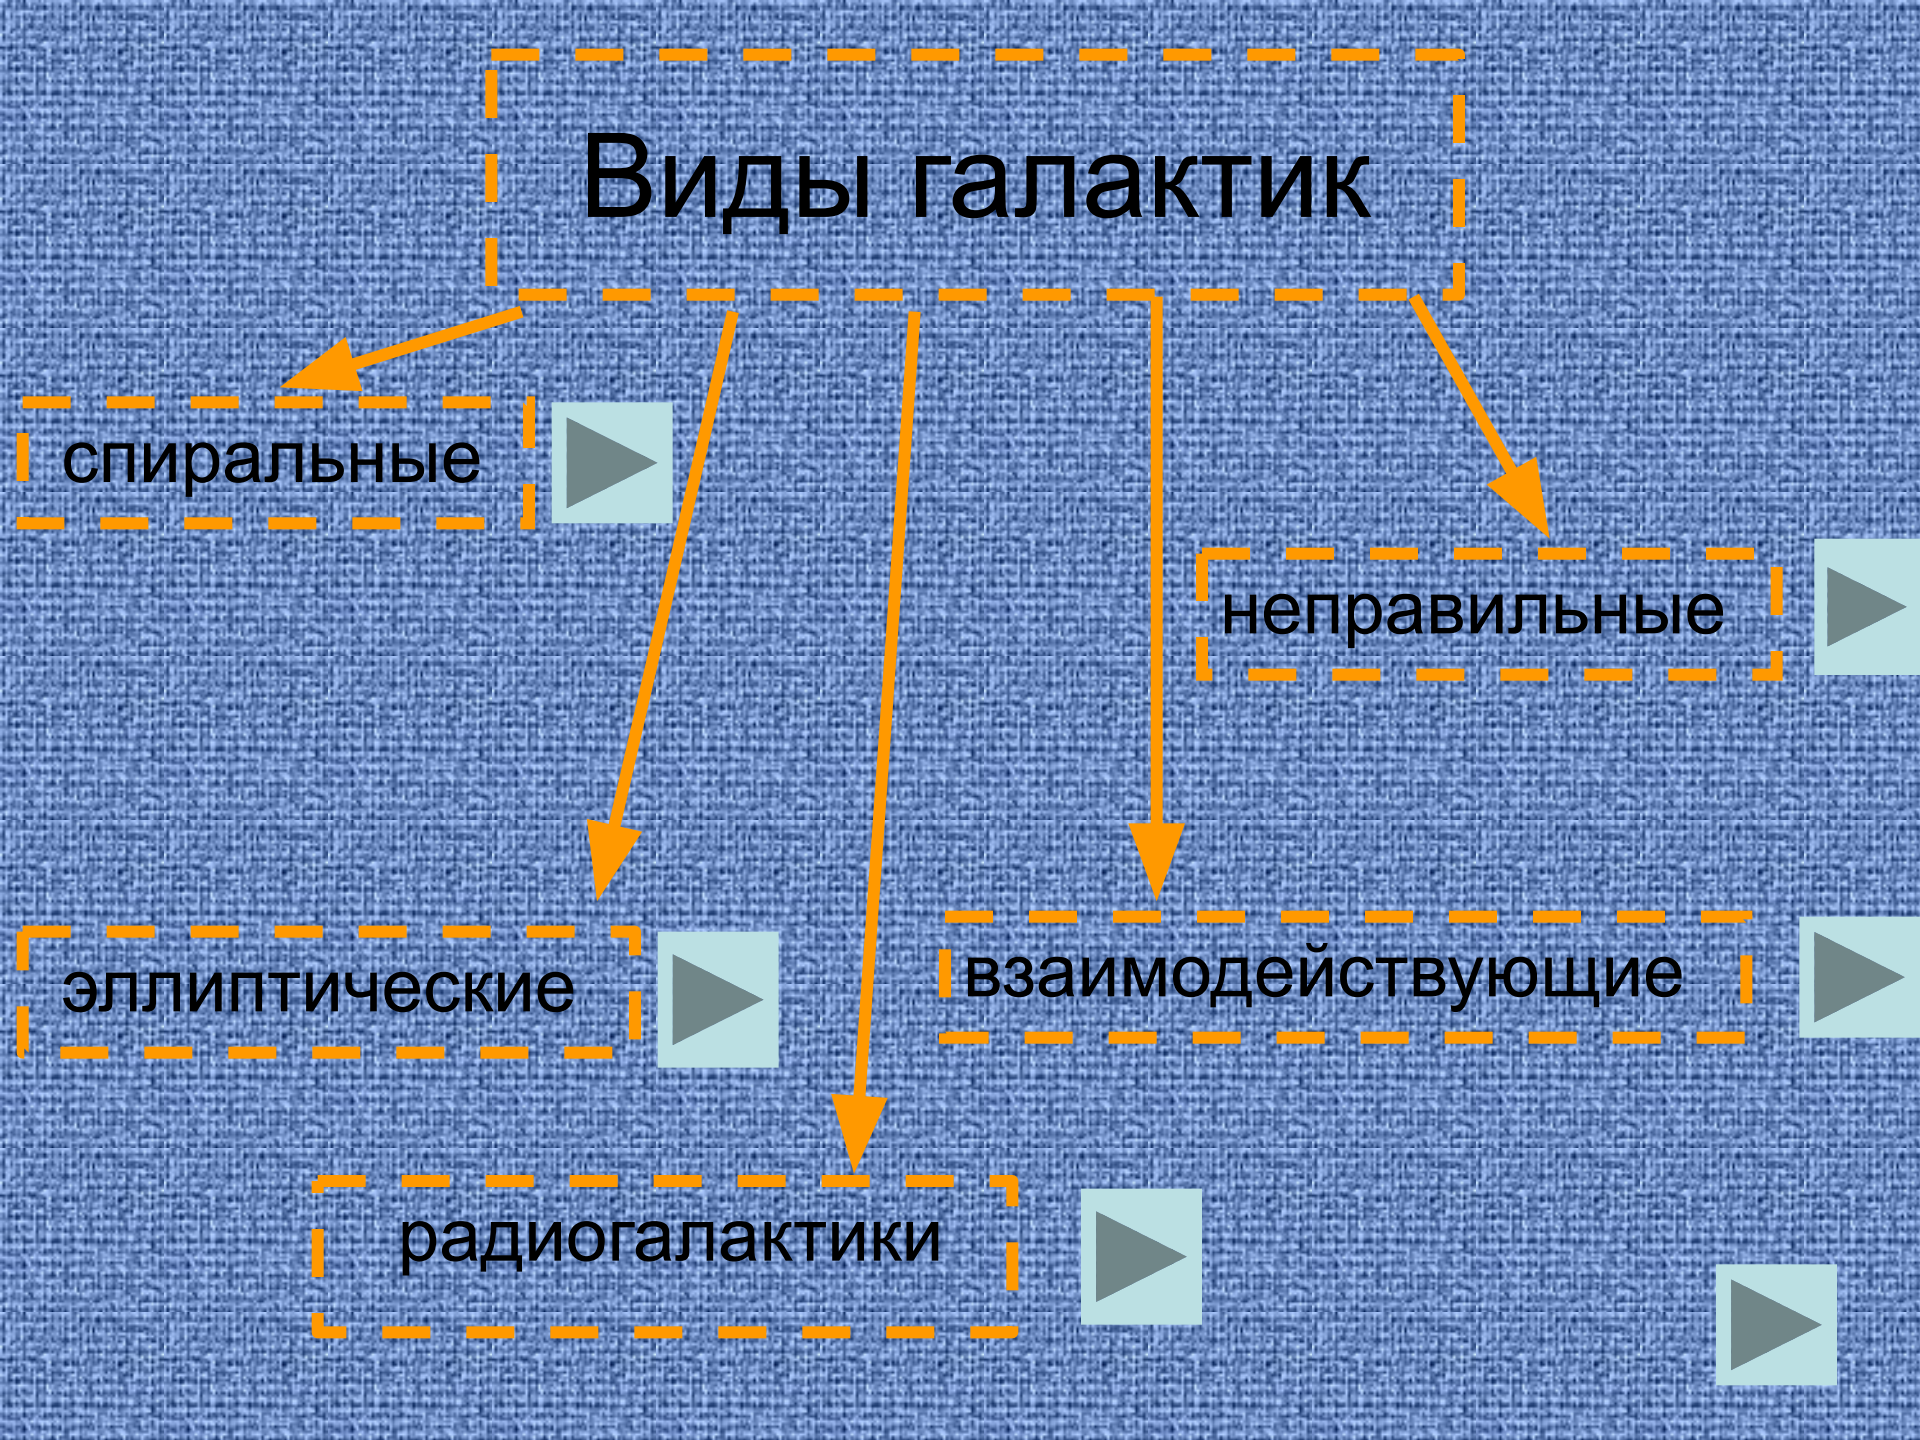 Виды галактик
спиральные
неправильные
эллиптические
взаимодействующие
радиогалактики